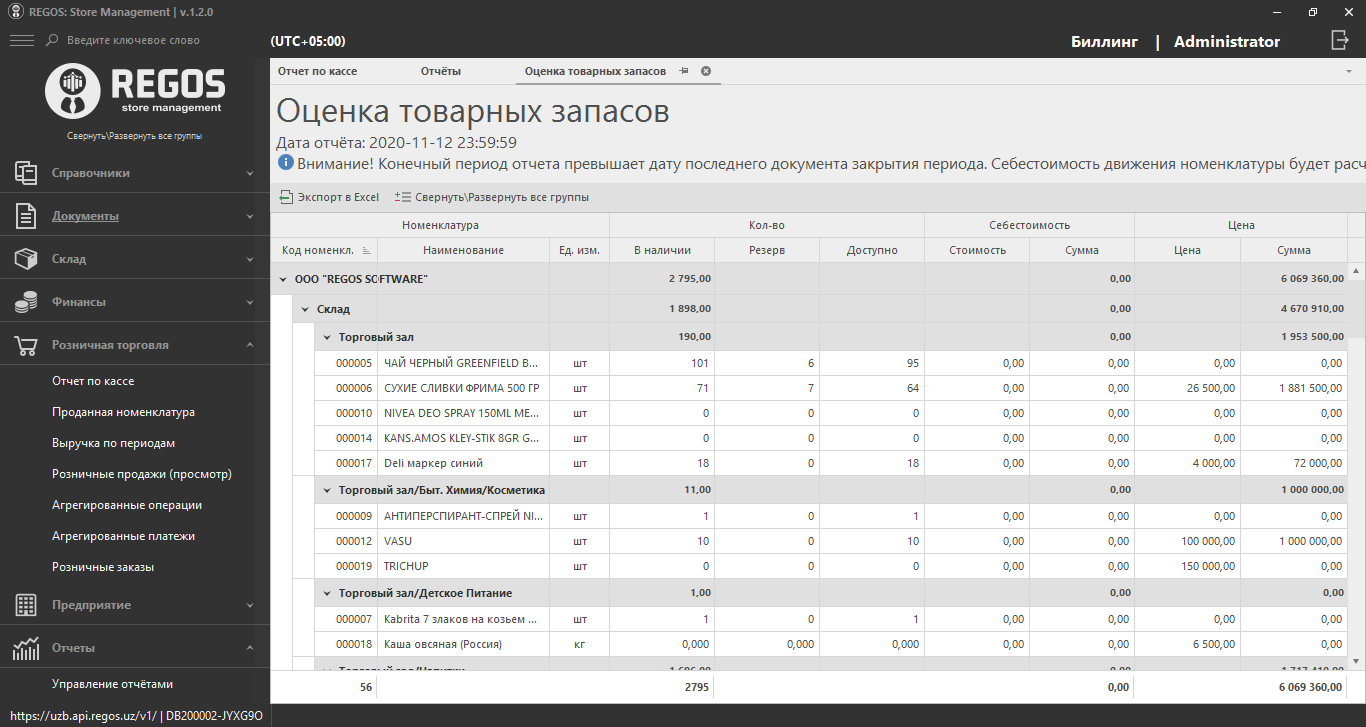 REGOS: Store Management | v.1.2.0
Введите ключевое слово
(UTC+05:00)
Биллинг | Administrator
REGOS
store management
Свернуть\Развернуть все группы
Справочники
Документы
Склад
Финансы
Розничная торговля
Отчет по кассе
Проданная номенклатура
Выручка по периодам
Розничные продажи (просмотр)
Агрегированные операции
Агрегированные платежи
Розничные заказы
Предприятие
Отчеты
Управление отчётами
https://uzb.api.regos.uz/v1/ | DB200002-JYXG9O
Отчет по кассе Отчёты Оценка товарных запасов
Оценка товарных запасов
Дата отчёта: 2020-11-12 23:59:59
Внимание! Конечный период отчета превышает дату последнего документа закрытия периода. Себестоимость движения номенклатуры будет расч
Экспорт в Excel Свернуть\Развернуть все группы
Номенклатура Кол-во Себестоимость Цена
Код номенкл. Наименование Ед. изм. В наличии Резерв Доступно Стоимость Сумма Цена Сумма
ООО "REGOS SOFTWARE" 2 795,00 0,00 6 069 360,00
Склад 1 898,00 0,00 4 670 910,00
Торговый зал 190,00 0,00 1 953 500,00
000005 ЧАЙ ЧЕРНЫЙ GREENFIELD B... шт 101 6 95 0,00 0,00 0,00 0,00
000006 СУХИЕ СЛИВКИ ФРИМА 500 ГР шт 71 7 64 0,00 0,00 26 500,00 1 881 500,00
000010 NIVEA DEO SPRAY 150ML ME... шт 0 0 0 0,00 0,00 0,00 0,00
000014 KANS.AMOS KLEY-STIK 8GR G... шт 0 0 0 0,00 0,00 0,00 0,00
000017 Deli маркер синий шт 18 0 18 0,00 0,00 4 000,00 72 000,00
Торговый зал/Быт. Химия/Косметика 11,00 0,00 1 000 000,00
000009 АНТИПЕРСПИРАНТ-СПРЕЙ NI... шт 1 0 1 0,00 0,00 0,00 0,00
000012 VASU шт 10 0 10 0,00 0,00 100 000,00 1 000 000,00
000019 TRICHUP шт 0 0 0 0,00 0,00 150 000,00 0,00
Торговый зал/Детское Питание 1,00 0,00 0,00
000007 Kabrita 7 злаков на козьем ... шт 1 0 1 0,00 0,00 0,00 0,00
000018 Каша овсяная (Россия) кг 0,000 0,000 0,000 0,00 0,00 6 500,00 0,00
Торговый зал/Напитки 1 696,00 0,00 1 717 410,00
56 2795 0,00 6 069 360,00